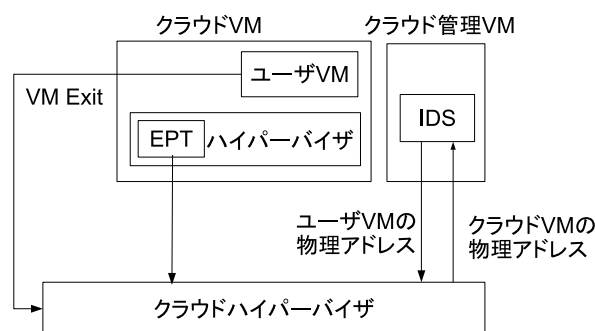 クラウドVM
クラウド管理VM
ユーザVM
VM Exit
IDS
EPT
ハイパーバイザ
ユーザVMの
物理アドレス
クラウドVMの
物理アドレス
クラウドハイパーバイザ